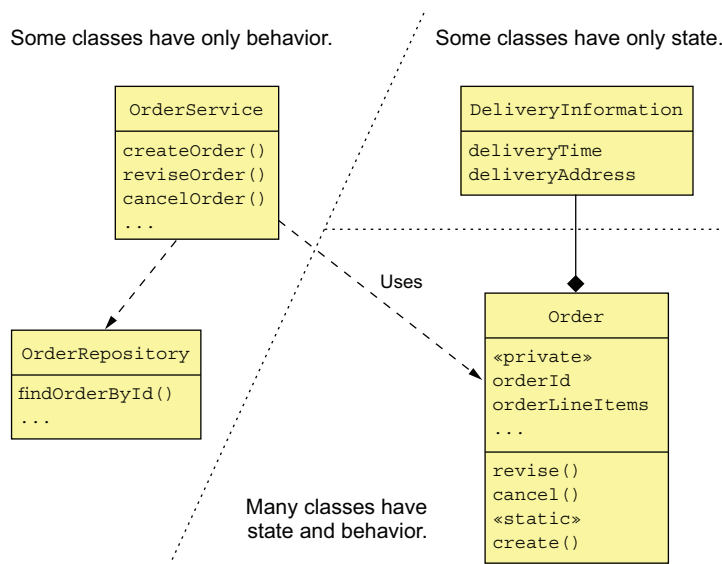 Some classes have only behavior.
Some classes have only state.
OrderService
createOrder()
reviseOrder()
cancelOrder()
...
DeliveryInformation
deliveryTime
deliveryAddress
Uses
OrderRepository
findOrderById()
...
Order
«private»
orderId
orderLineItems
...
revise()
cancel()
«static»
create()
Many classes have
state and behavior.